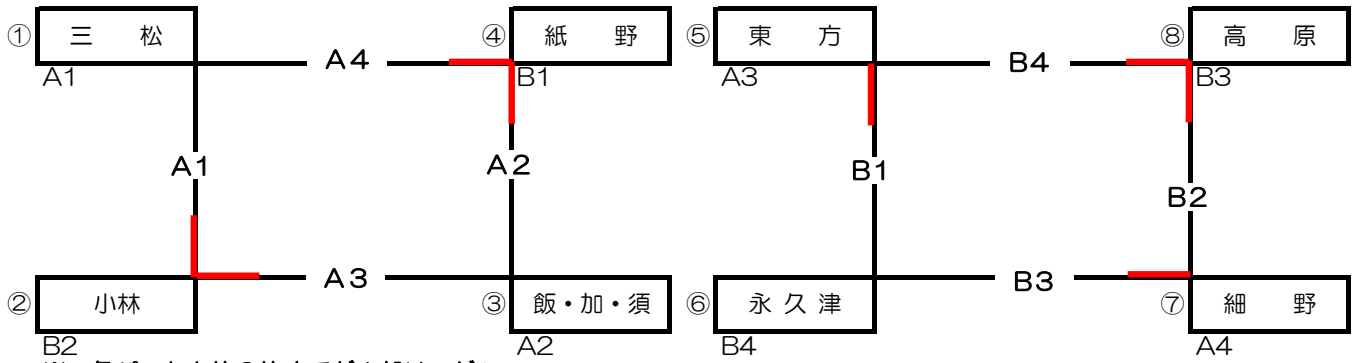 ① 三 松 ④ 紙 野 ⑤ 東 方 ⑧ 高 原
A1 A4 B1 A3 B4 B3
A1 A2 B1 B2
A3 B3
② 小林 ③ 飯・加・須 ⑥ 永久津 ⑦ 細 野
B2 A2 B4 A4